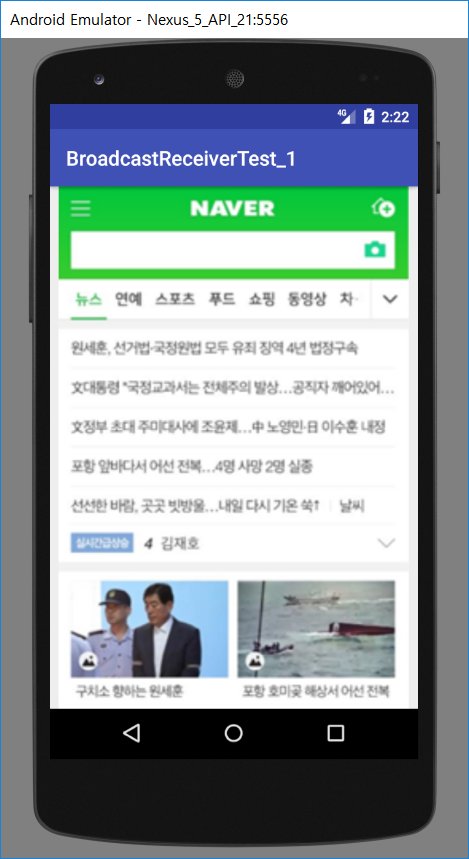 Android Emulator - Nexus_5_API_21:5556
4G 2:22
BroadcastReceiverTest_1
NAVER
뉴스 연예 스포츠 푸드 쇼핑 동영상 차·
원세훈, 선거법·국정원법 모두 유죄 징역 4년 법정구속
文대통령 "국정교과서는 전체주의 발상…공직자 깨어있어…
文정부 초대 주미대사에 조윤제…中 노영민·日 이수훈 내정
포항 앞바다서 어선 전복…4명 사망 2명 실종
선선한 바람, 곳곳 빗방울…내일 다시 기온 쑥↑ 날씨
실시간급상승 4 김재호
구치소 향하는 원세훈 포항 호미곶 해상서 어선 전복